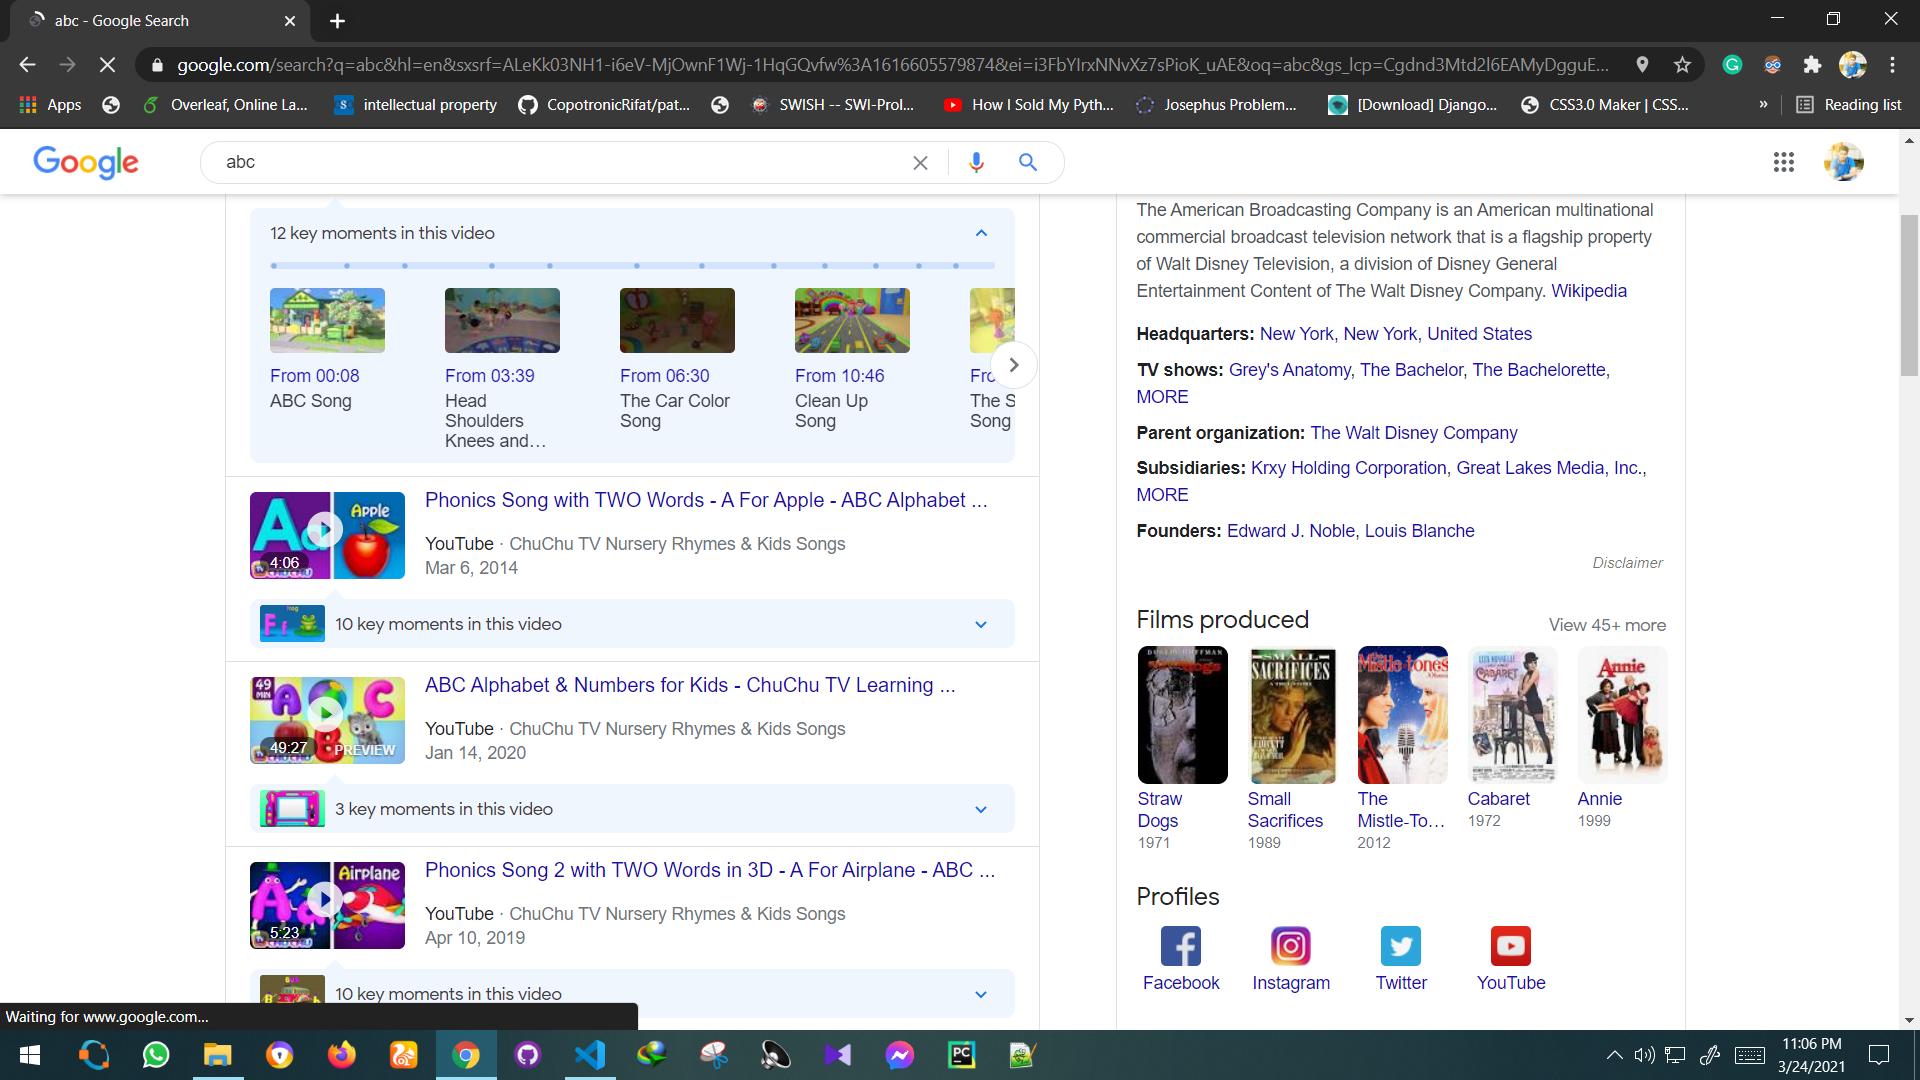 abc - Google Search
google.com/search?q=abc&hl=en&sxsrf=ALeKk03NH1-i6eV-MjOwnF1Wj-1HqGQvfw%3A1616605579874&ei=i3FbYIrxNNvXz7sPioK_uAE&oq=abc&gs_lcp=Cgdnd3Mtd2l6EAMyDgguE...
Apps
Overleaf, Online La...
intellectual property
CopotronicRifat/pat...
SWISH -- SWI-Prol...
How I Sold My Pyth...
Josephus Problem...
[Download] Django...
CSS3.0 Maker | CSS...
»
Reading list
Google
abc
12 key moments in this video
From 00:08
ABC Song
From 03:39
Head
Shoulders
Knees and...
From 06:30
The Car Color
Song
From 10:46
Clean Up
Song
Fro
The S
Song
Phonics Song with TWO Words - A For Apple - ABC Alphabet ...
YouTube · ChuChu TV Nursery Rhymes & Kids Songs
Mar 6, 2014
Apple
4:06
10 key moments in this video
ABC Alphabet & Numbers for Kids - ChuChu TV Learning ...
YouTube · ChuChu TV Nursery Rhymes & Kids Songs
Jan 14, 2020
49
MIN
A
C
B
49:27
PREVIEW
3 key moments in this video
Phonics Song 2 with TWO Words in 3D - A For Airplane - ABC ...
YouTube · ChuChu TV Nursery Rhymes & Kids Songs
Apr 10, 2019
Airplane
5:23
10 key moments in this video
The American Broadcasting Company is an American multinational
commercial broadcast television network that is a flagship property
of Walt Disney Television, a division of Disney General
Entertainment Content of The Walt Disney Company. Wikipedia
Headquarters: New York, New York, United States
TV shows: Grey's Anatomy, The Bachelor, The Bachelorette,
MORE
Parent organization: The Walt Disney Company
Subsidiaries: Krxy Holding Corporation, Great Lakes Media, Inc.,
MORE
Founders: Edward J. Noble, Louis Blanche
Disclaimer
Films produced
View 45+ more
SMALL
SACRIFICES
Mistle-tones
CABARET
Annie
Straw
Dogs
1971
Small
Sacrifices
1989
The
Mistle-To...
2012
Cabaret
1972
Annie
1999
Profiles
Facebook
Instagram
Twitter
YouTube
Waiting for www.google.com...
PC
11:06 PM
3/24/2021